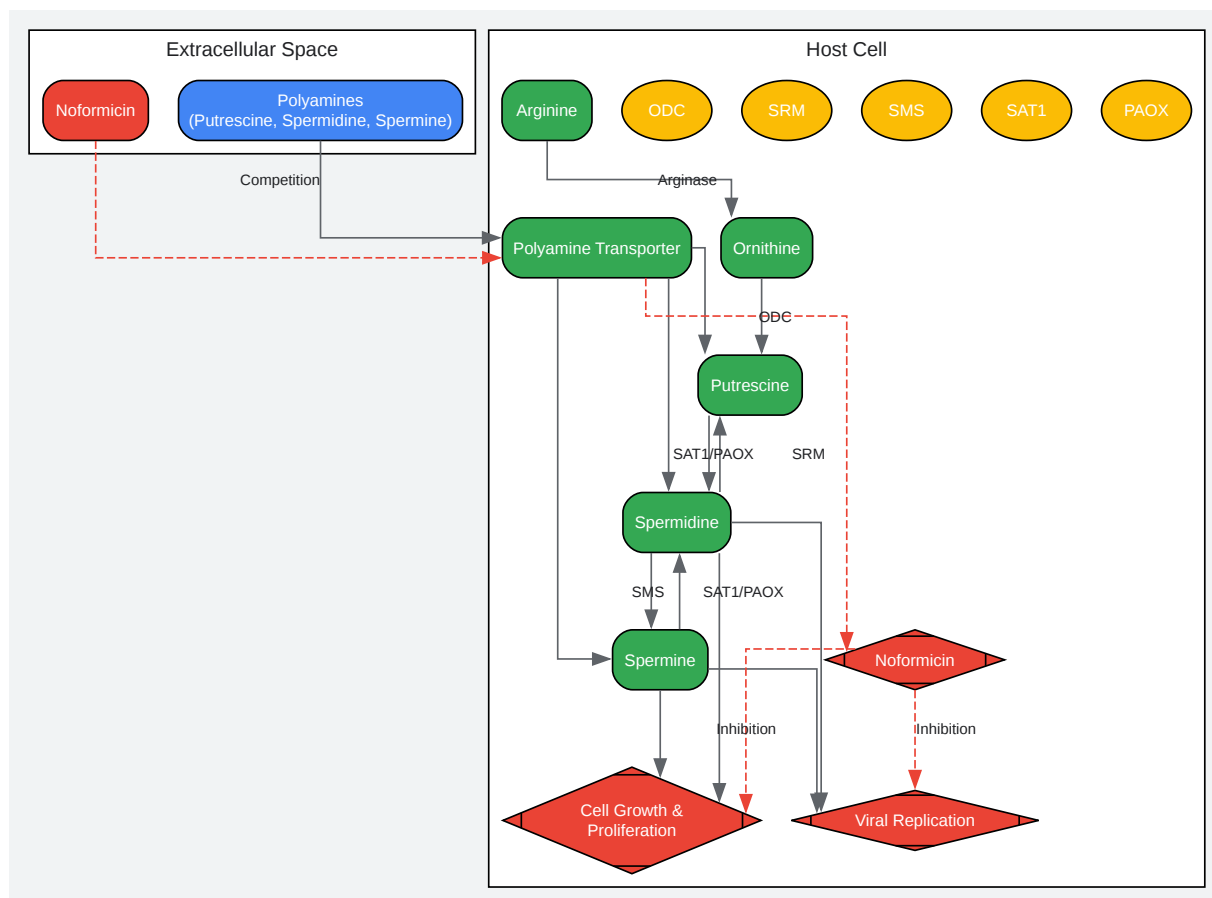 Extracellular Space
Host Cell
Noformicin
Polyamines
(Putrescine, Spermidine, Spermine)
Arginine
ODC
SRM
SMS
SAT1
PAOX
Competition
Arginase
Polyamine Transporter
Ornithine
ODC
Putrescine
SAT1/PAOX
SRM
Spermidine
SMS
SAT1/PAOX
Spermine
Noformicin
Inhibition
Inhibition
Cell Growth &
Proliferation
Viral Replication